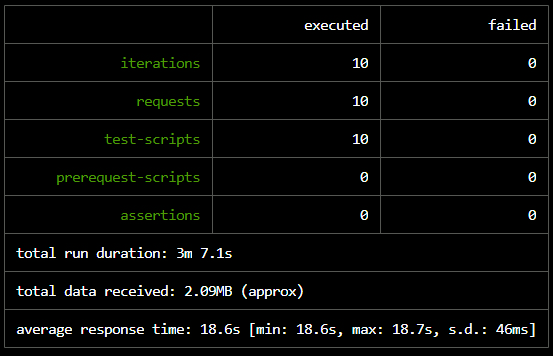 executed failed
iterations 10 0
requests 10 0
test-scripts 10 0
prerequest-scripts 0 0
assertions 0 0
total run duration: 3m 7.1s
total data received: 2.09MB (approx)
average response time: 18.6s [min: 18.6s, max: 18.7s, s.d.: 46ms]